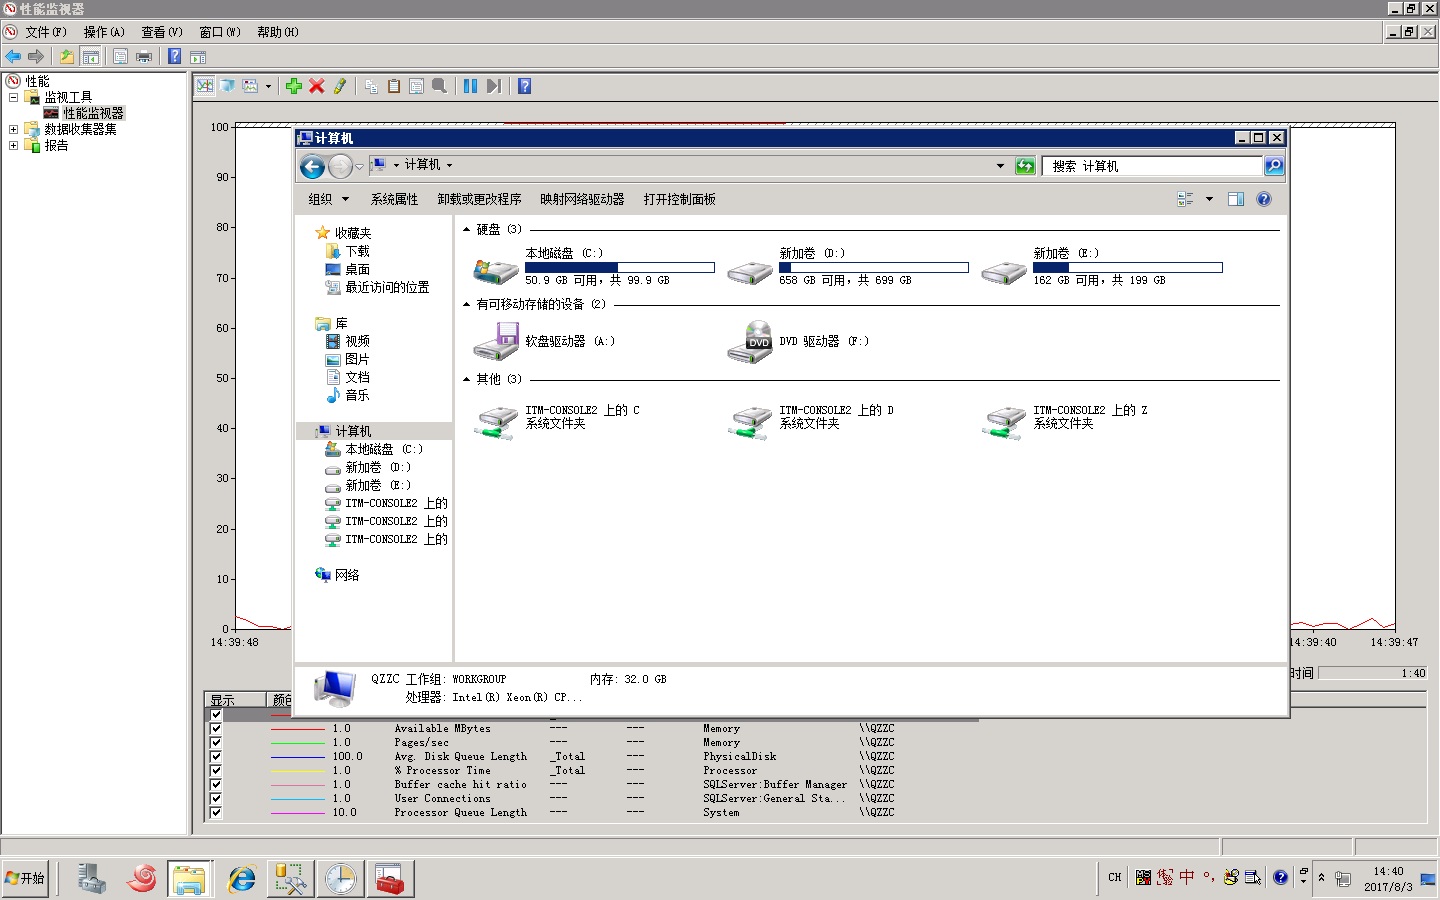 性能监视器
文件(F) 操作(A) 查看(V) 窗口(W) 帮助(H)
性能
监视工具
性能监视器
数据收集器集
报告
100
90
80
70
60
50
40
30
20
10
0
14:39:48
14:39:40
14:39:47
时间 1:40
计算机
计算机
搜索 计算机
组织 系统属性 卸载或更改程序 映射网络驱动器 打开控制面板
收藏夹
下载
桌面
最近访问的位置
库
视频
图片
文档
音乐
计算机
本地磁盘 (C:)
新加卷 (D:)
新加卷 (E:)
ITM-CONSOLE2 上的
ITM-CONSOLE2 上的
ITM-CONSOLE2 上的
网络
硬盘 (3)
本地磁盘 (C:)
50.9 GB 可用，共 99.9 GB
新加卷 (D:)
658 GB 可用，共 699 GB
新加卷 (E:)
162 GB 可用，共 199 GB
有可移动存储的设备 (2)
软盘驱动器 (A:)
DVD
DVD 驱动器 (F:)
其他 (3)
ITM-CONSOLE2 上的 C
系统文件夹
ITM-CONSOLE2 上的 D
系统文件夹
ITM-CONSOLE2 上的 Z
系统文件夹
QZZC 工作组: WORKGROUP 内存: 32.0 GB
处理器: Intel(R) Xeon(R) CP...
显示 颜色
1.0 Available MBytes --- --- Memory \\QZZC
1.0 Pages/sec --- --- Memory \\QZZC
100.0 Avg. Disk Queue Length _Total --- PhysicalDisk \\QZZC
1.0 % Processor Time _Total --- Processor \\QZZC
1.0 Buffer cache hit ratio --- --- SQLServer:Buffer Manager \\QZZC
1.0 User Connections --- --- SQLServer:General Sta... \\QZZC
10.0 Processor Queue Length --- --- System \\QZZC
开始
CH
中
14:40
2017/8/3